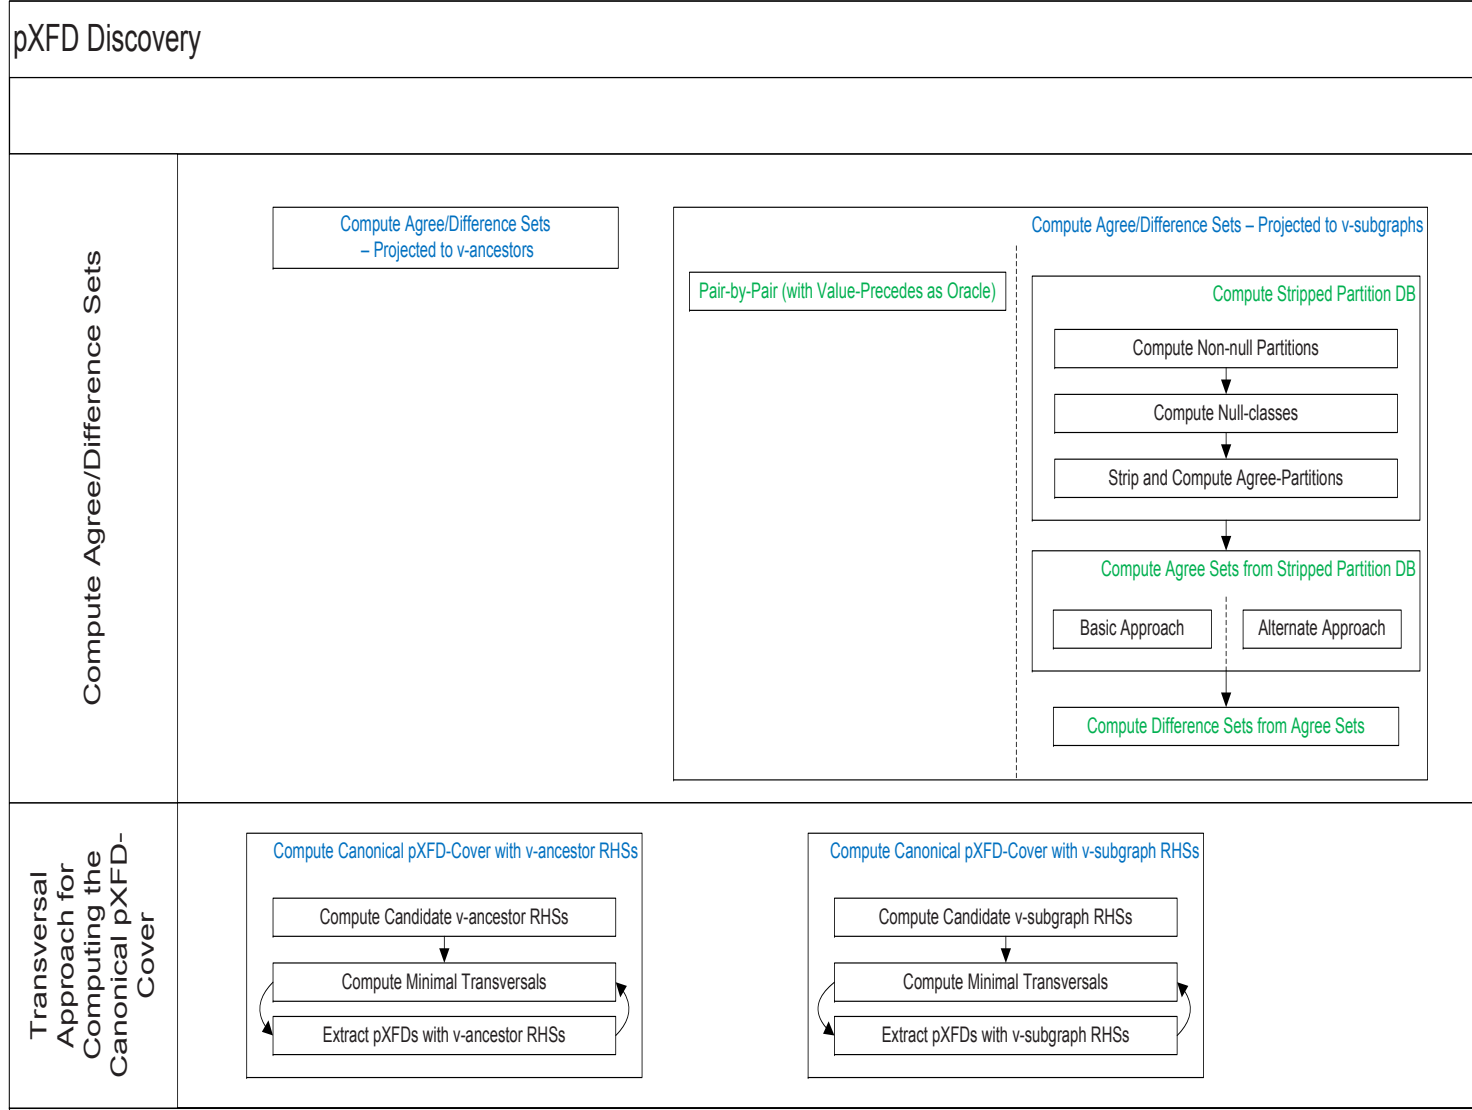 pXFD Discovery
Compute Agree/Difference Sets
Compute Agree/Difference Sets
– Projected to v-ancestors
Compute Agree/Difference Sets – Projected to v-subgraphs
Pair-by-Pair (with Value-Precedes as Oracle)
Compute Stripped Partition DB
Compute Non-null Partitions
Compute Null-classes
Strip and Compute Agree-Partitions
Compute Agree Sets from Stripped Partition DB
Basic Approach
Alternate Approach
Compute Difference Sets from Agree Sets
Transversal
Approach for
Computing the
Canonical pXFD-
Cover
Compute Canonical pXFD-Cover with v-ancestor RHSs
Compute Candidate v-ancestor RHSs
Compute Minimal Transversals
Extract pXFDs with v-ancestor RHSs
Compute Canonical pXFD-Cover with v-subgraph RHSs
Compute Candidate v-subgraph RHSs
Compute Minimal Transversals
Extract pXFDs with v-subgraph RHSs